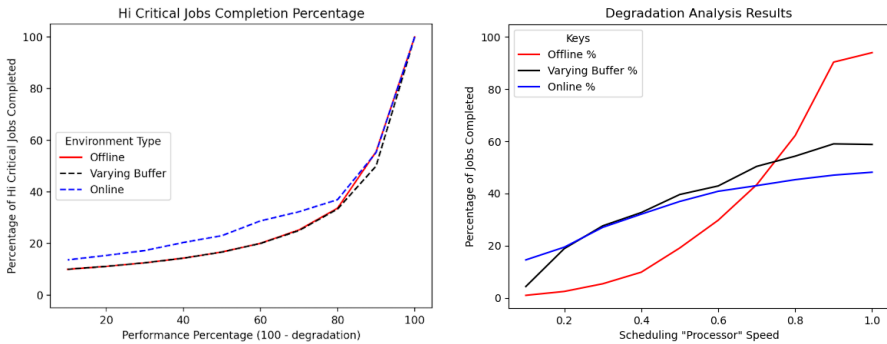 Hi Critical Jobs Completion Percentage
Percentage of Hi Critical Jobs Completed
100
80
60
40
20
0
Environment Type
Offline
Varying Buffer
Online
20
40
60
80
100
Performance Percentage (100 - degradation)
Degradation Analysis Results
Percentage of Jobs Completed
100
80
60
40
20
0
Keys
Offline %
Varying Buffer %
Online %
0.2
0.4
0.6
0.8
1.0
Scheduling "Processor" Speed